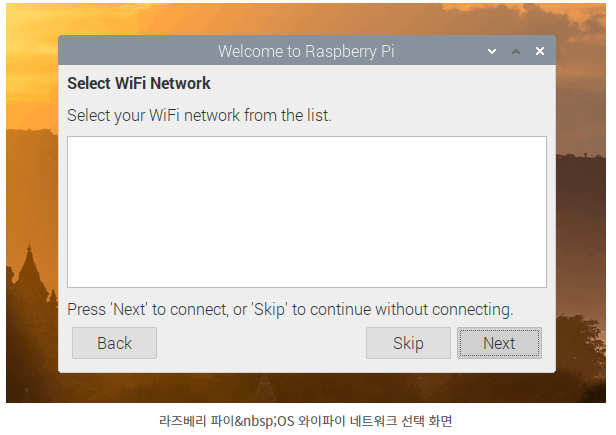 Welcome to Raspberry Pi
Select WiFi Network
Select your WiFi network from the list.
Press 'Next' to connect, or 'Skip' to continue without connecting.
Back Skip Next
라즈베리 파이&nbsp;OS 와이파이 네트워크 선택 화면